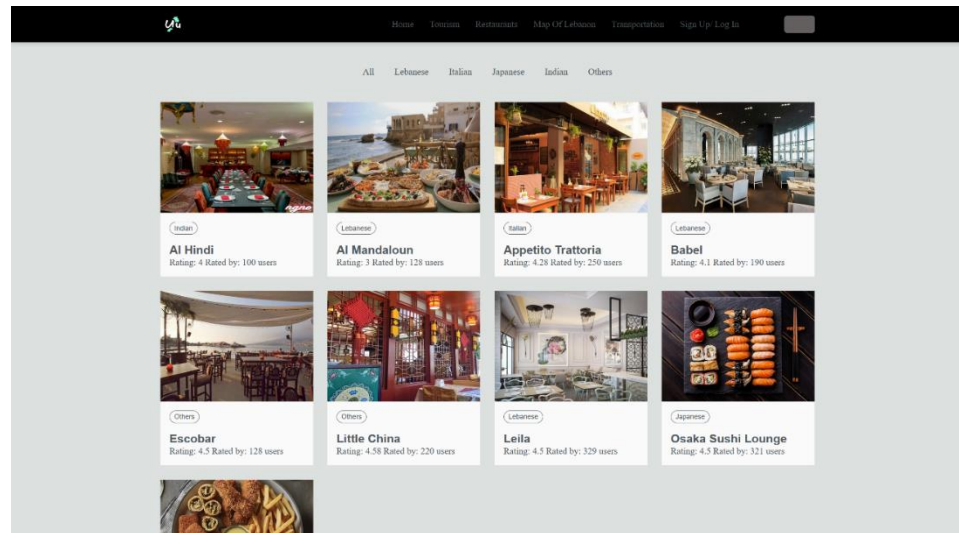 Yu
Home Tourism Restaurants Map Of Lebanon Transportation Sign Up/ Log In
All Lebanese Italian Japanese Indian Others
Indian
Al Hindi
Rating: 4 Rated by: 100 users
Lebanese
Al Mandaloun
Rating: 3 Rated by: 128 users
Italian
Appetito Trattoria
Rating: 4.28 Rated by: 250 users
Lebanese
Babel
Rating: 4.1 Rated by: 190 users
Others
Escobar
Rating: 4.5 Rated by: 128 users
Others
Little China
Rating: 4.58 Rated by: 220 users
Lebanese
Leila
Rating: 4.5 Rated by: 329 users
Japanese
Osaka Sushi Lounge
Rating: 4.5 Rated by: 321 users